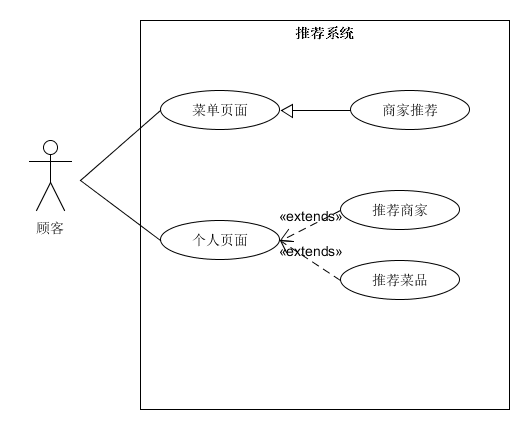 推荐系统
菜单页面
商家推荐
顾客
«extends»
推荐商家
个人页面
«extends»
推荐菜品